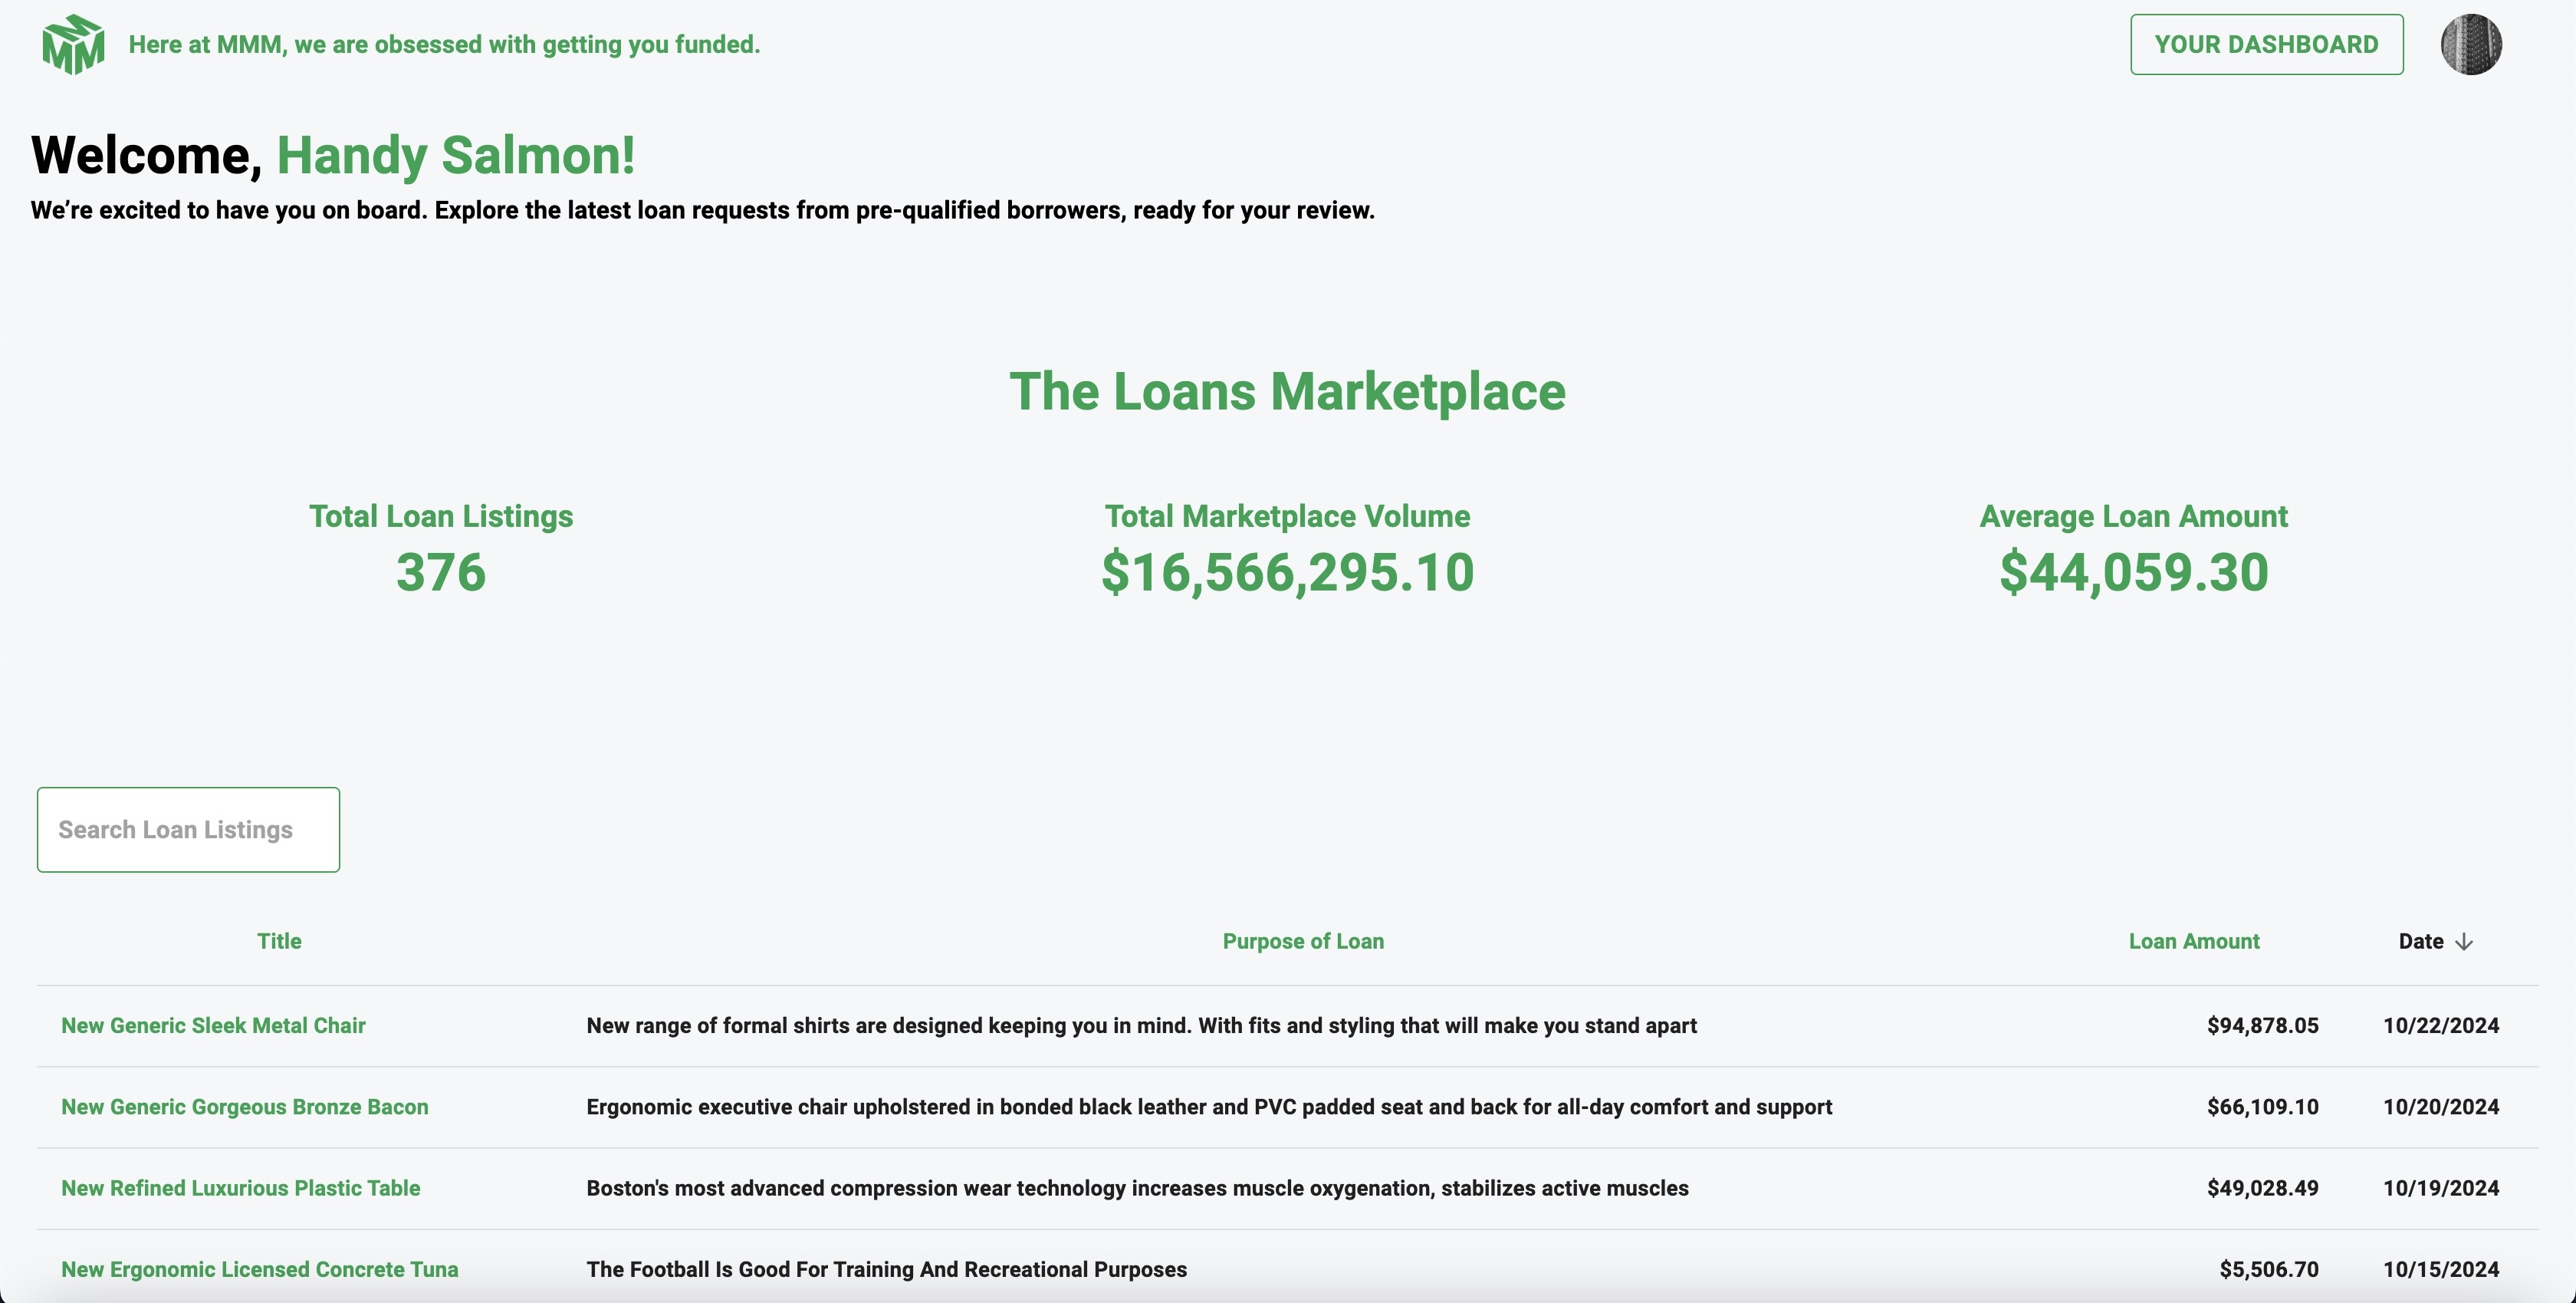 MMM
Here at MMM, we are obsessed with getting you funded.
YOUR DASHBOARD
Welcome, Handy Salmon!
We’re excited to have you on board. Explore the latest loan requests from pre-qualified borrowers, ready for your review.
The Loans Marketplace
Total Loan Listings
376
Total Marketplace Volume
$16,566,295.10
Average Loan Amount
$44,059.30
Search Loan Listings
Title Purpose of Loan Loan Amount Date
New Generic Sleek Metal Chair New range of formal shirts are designed keeping you in mind. With fits and styling that will make you stand apart $94,878.05 10/22/2024
New Generic Gorgeous Bronze Bacon Ergonomic executive chair upholstered in bonded black leather and PVC padded seat and back for all-day comfort and support $66,109.10 10/20/2024
New Refined Luxurious Plastic Table Boston's most advanced compression wear technology increases muscle oxygenation, stabilizes active muscles $49,028.49 10/19/2024
New Ergonomic Licensed Concrete Tuna The Football Is Good For Training And Recreational Purposes $5,506.70 10/15/2024